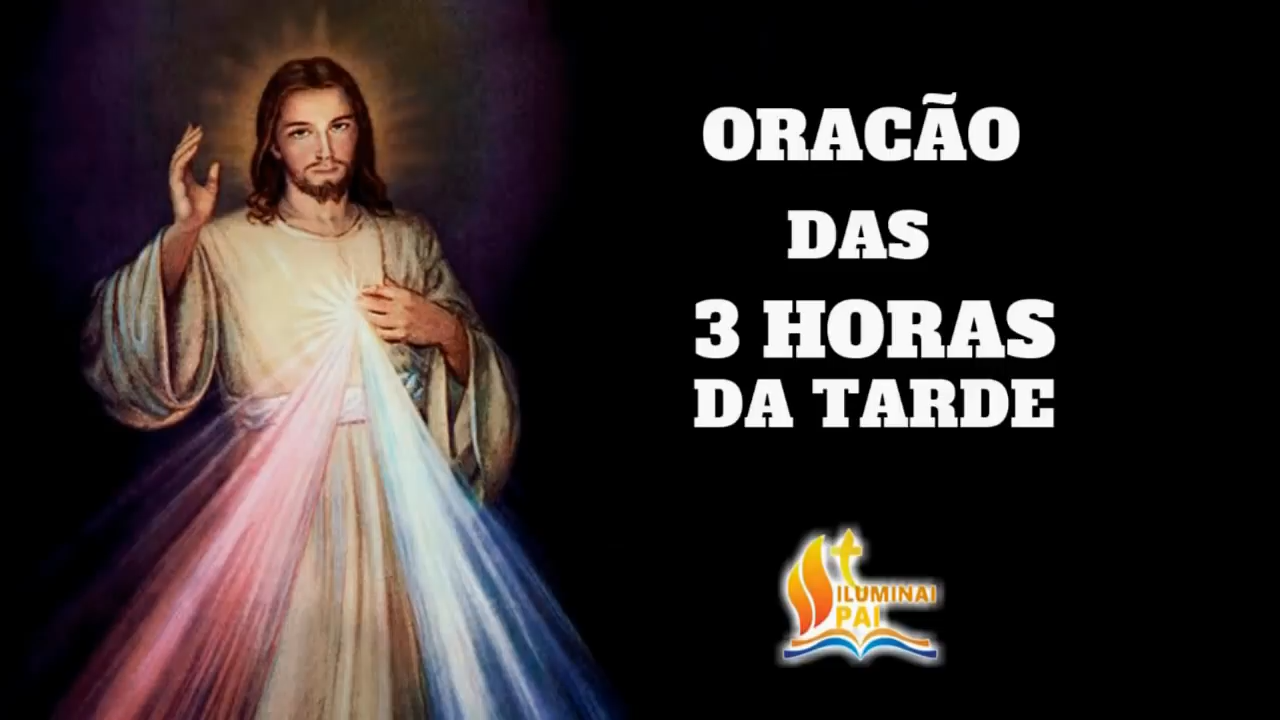 ORACÃO
DAS
3 HORAS
DA TARDE
ILUMINAI
PAI